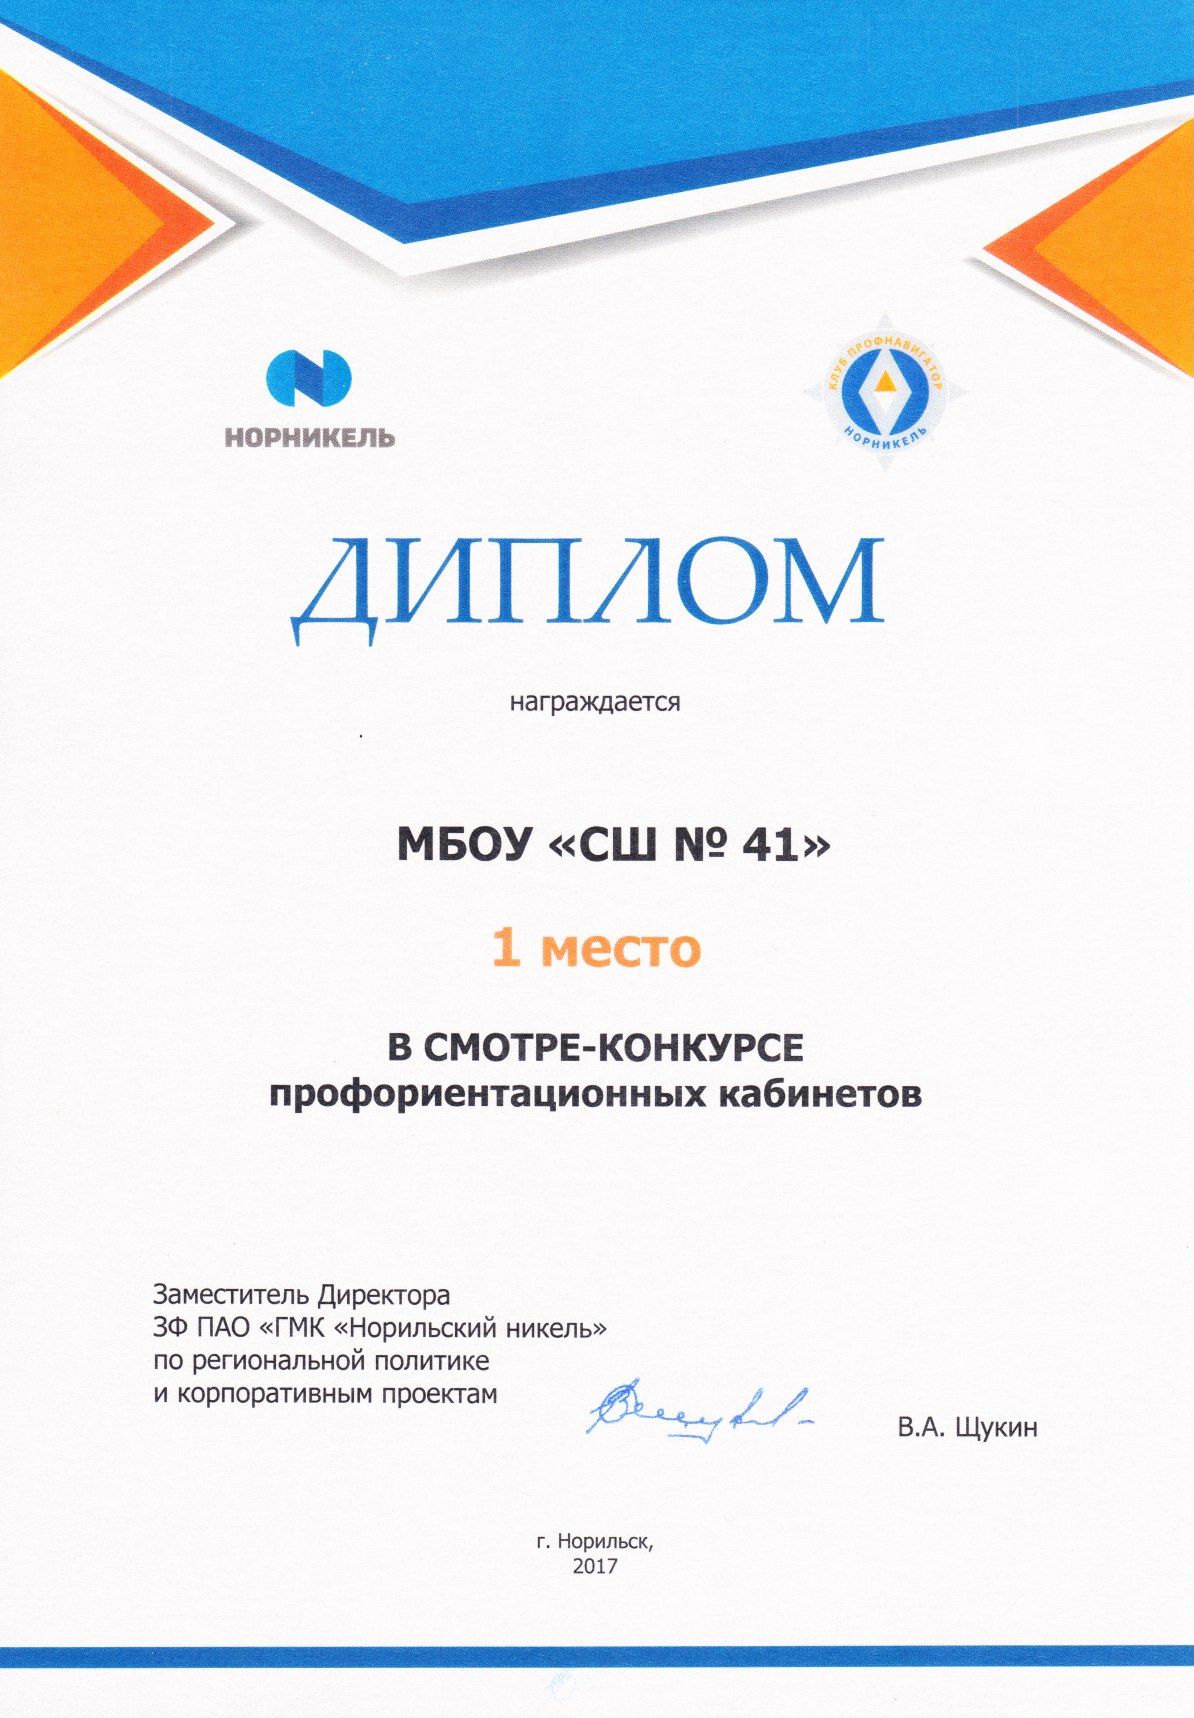 НОРНИКЕЛЬ
КЛУБ ПРОФНАВИГАТОР
НОРНИКЕЛЬ
ДИПЛОМ
награждается
МБОУ «СШ № 41»
1 место
В СМОТРЕ-КОНКУРСЕ
профориентационных кабинетов
Заместитель Директора
ЗФ ПАО «ГМК «Норильский никель»
по региональной политике
и корпоративным проектам
В.А. Щукин
г. Норильск,
2017